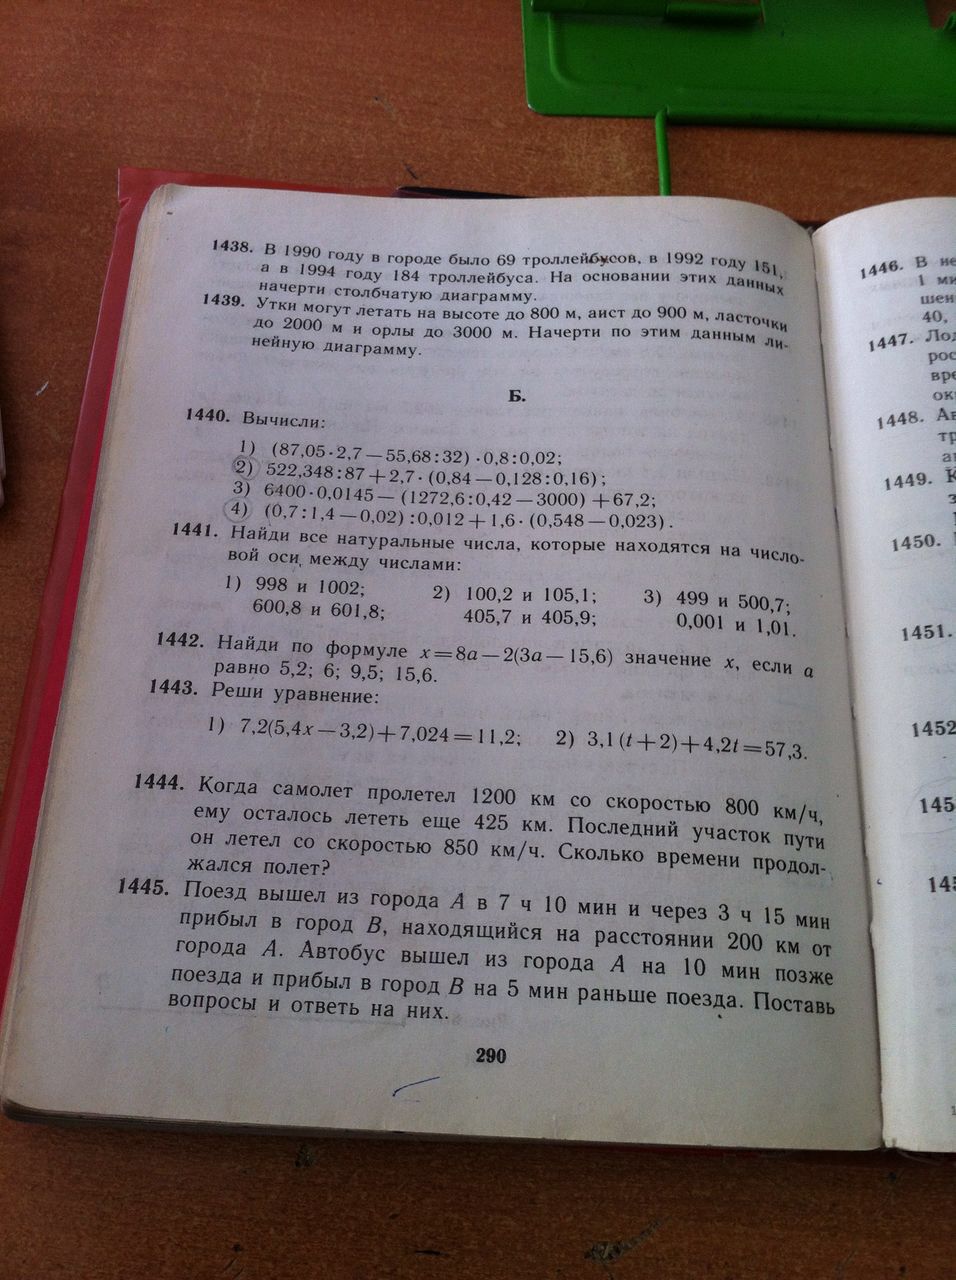 1438. В 1990 году в городе было 69 троллейбусов, в 1992 году 151,
а в 1994 году 184 троллейбуса. На основании этих данных
начерти столбчатую диаграмму.
1439. Утки могут летать на высоте до 800 м, аист до 900 м, ласточки
до 2000 м и орлы до 3000 м. Начерти по этим данным ли-
нейную диаграмму.
Б.
1440. Вычисли:
1) (87,05·2,7—55,68:32)·0,8:0,02;
2) 522,348:87+2,7·(0,84—0,128:0,16);
3) 6400·0,0145—(1272,6:0,42—3000)+67,2;
4) (0,7:1,4—0,02):0,012+1,6·(0,548—0,023).
1441. Найди все натуральные числа, которые находятся на число-
вой оси между числами:
1) 998 и 1002; 2) 100,2 и 105,1; 3) 499 и 500,7;
600,8 и 601,8; 405,7 и 405,9; 0,001 и 1,01.
1442. Найди по формуле x=8a—2(3a—15,6) значение x, если a
равно 5,2; 6; 9,5; 15,6.
1443. Реши уравнение:
1) 7,2(5,4x—3,2)+7,024=11,2; 2) 3,1(t+2)+4,2t=57,3.
1444. Когда самолет пролетел 1200 км со скоростью 800 км/ч,
ему осталось лететь еще 425 км. Последний участок пути
он летел со скоростью 850 км/ч. Сколько времени продол-
жался полет?
1445. Поезд вышел из города A в 7 ч 10 мин и через 3 ч 15 мин
прибыл в город B, находящийся на расстоянии 200 км от
города A. Автобус вышел из города A на 10 мин позже
поезда и прибыл в город B на 5 мин раньше поезда. Поставь
вопросы и ответь на них.
290
1446. В
1
40,
1447.
1448.
1449.
1450.
1451.
1452